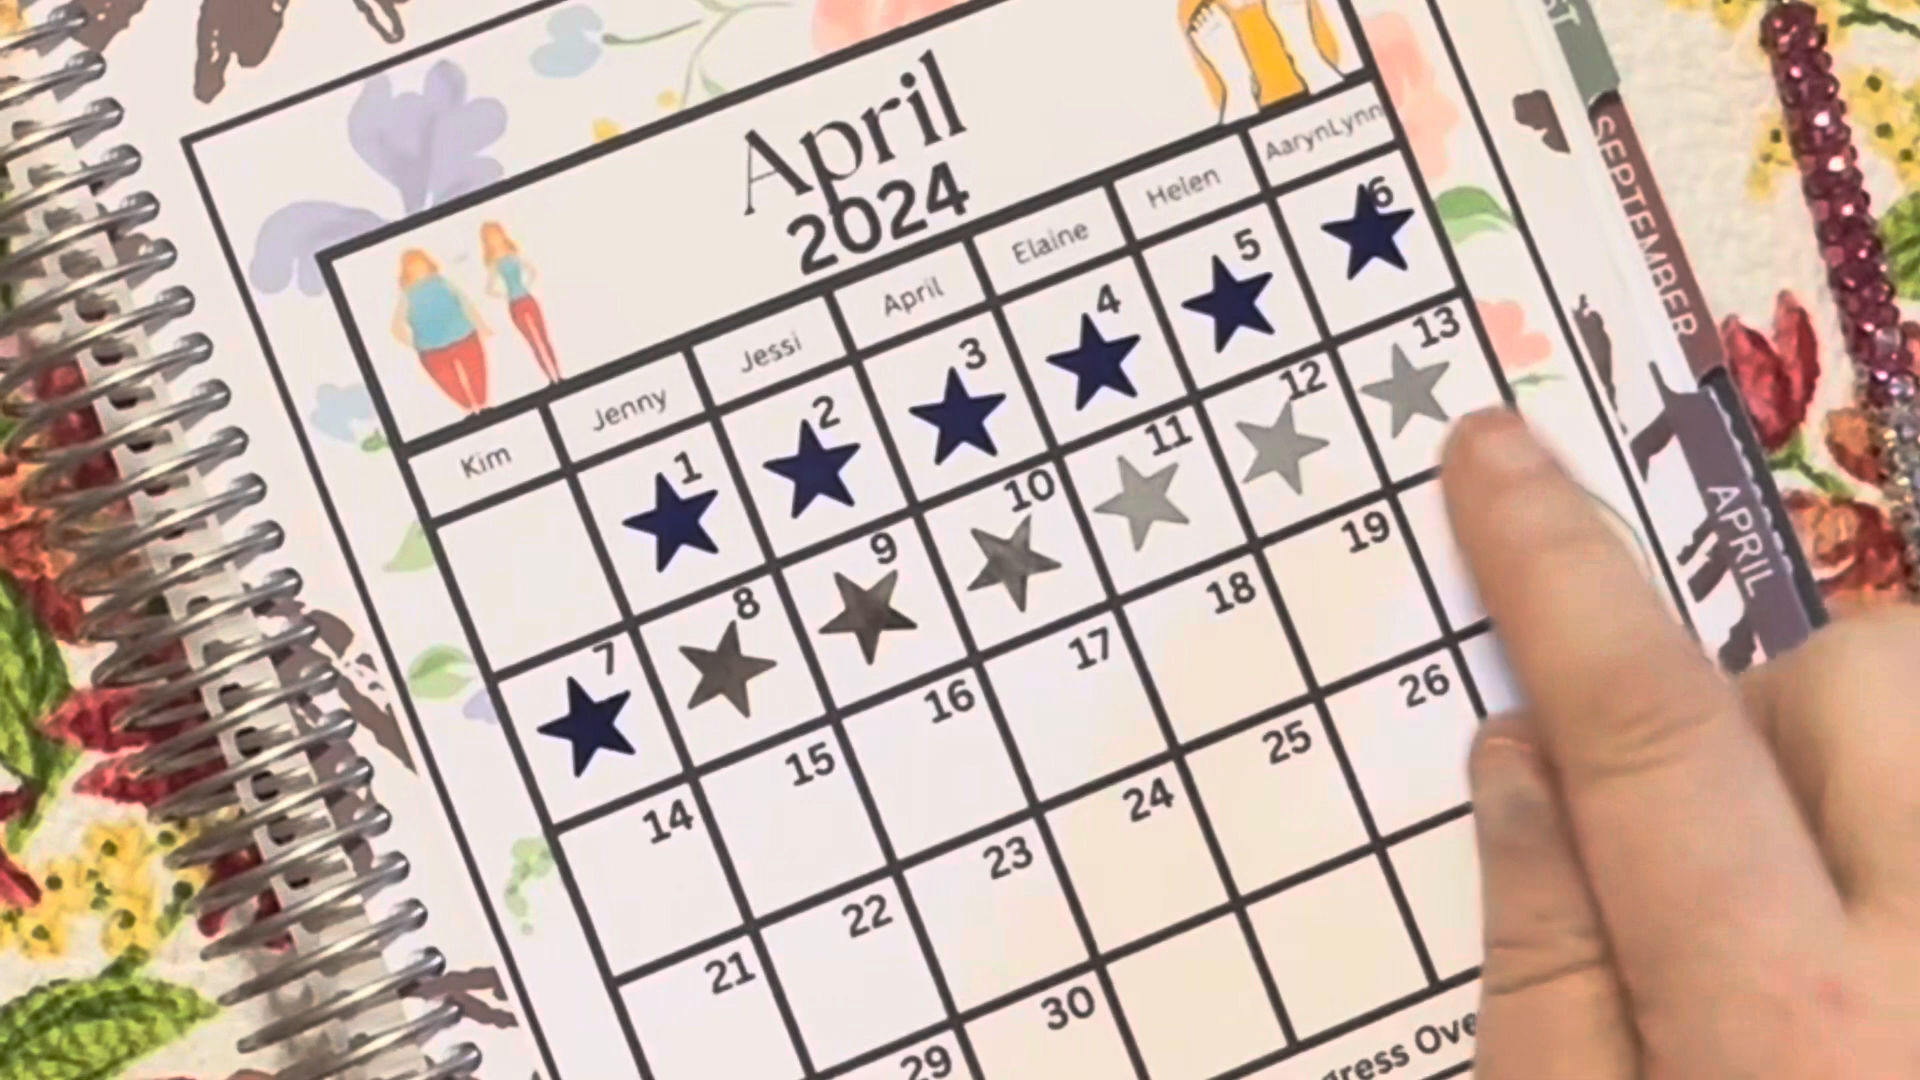 April
2024
Kim Jenny Jessi April Elaine Helen AarynLynn
1 2 3 4 5 6
7 8 9 10 11 12 13
14 15 16 17 18 19
21 22 23 24 25 26
29 30
SEPTEMBER
APRIL